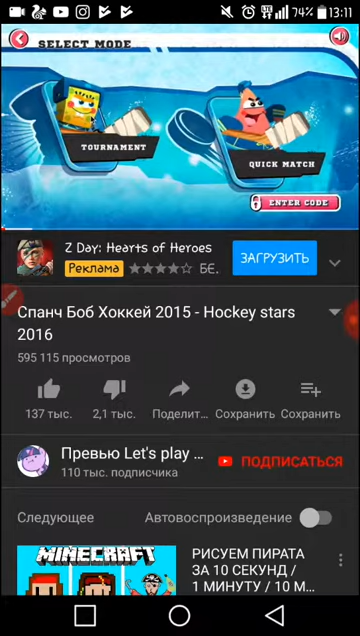 74% 13:11
SELECT MODE
TOURNAMENT
QUICK MATCH
ENTER CODE
Z Day: Hearts of Heroes
Реклама БЕ.
ЗАГРУЗИТЬ
Спанч Боб Хоккей 2015 - Hockey stars
2016
595 115 просмотров
137 тыс. 2,1 тыс. Поделит... Сохранить Сохранить
Превью Let's play ...
110 тыс. подписчика
ПОДПИСАТЬСЯ
Следующее Автовоспроизведение
MINECRAFT
РИСУЕМ ПИРАТА
ЗА 10 СЕКУНД /
1 МИНУТУ / 10 М...